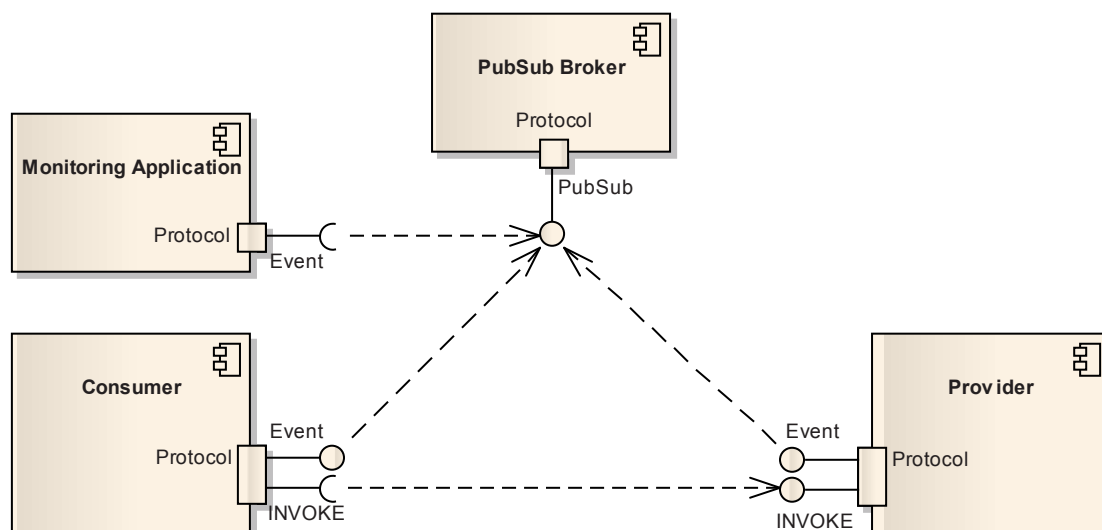 PubSub Broker
Protocol
PubSub
Monitoring Application
Protocol
Event
Consumer
Event
Protocol
INVOKE
Provider
Event
Protocol
INVOKE